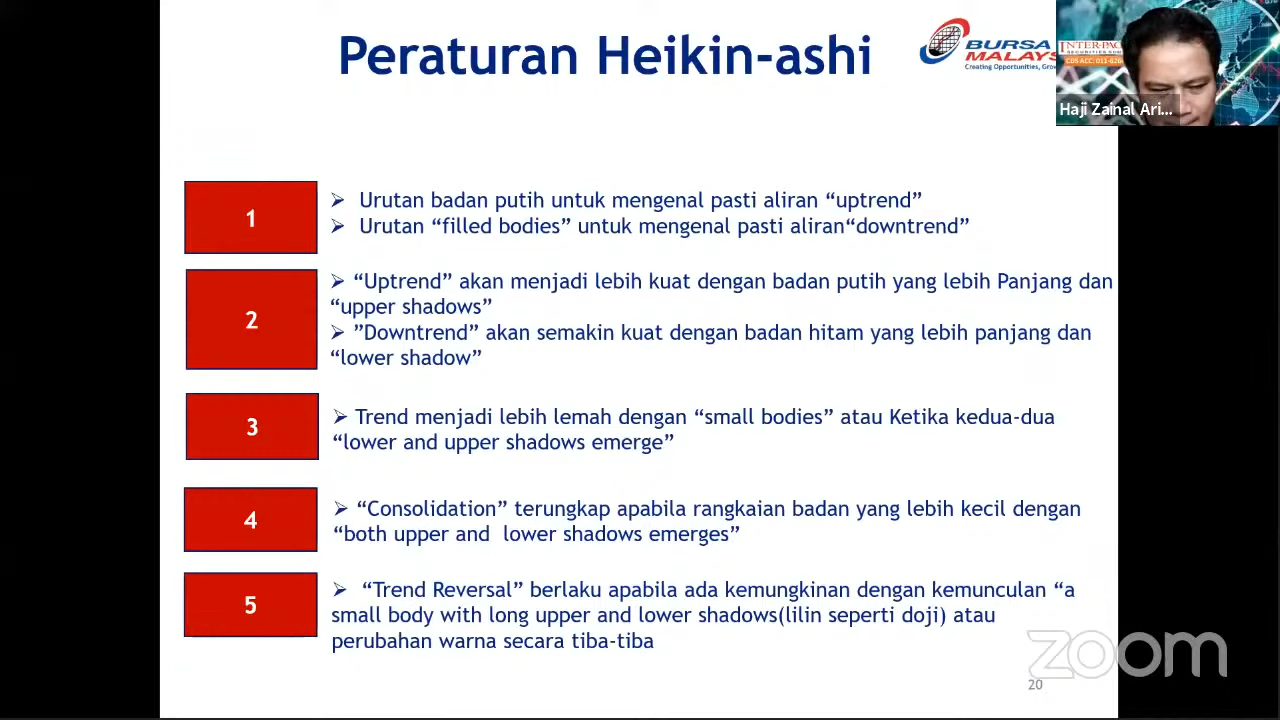 Peraturan Heikin-ashi
BURSA
MALAYS
Creating Opportunities, Grow
INTER-PAC
SECURITIES SDN
CDS ACC: 011-626
Haji Zainal Ari...
1
➢ Urutan badan putih untuk mengenal pasti aliran “uptrend”
➢ Urutan “filled bodies” untuk mengenal pasti aliran“downtrend”
2
➢ “Uptrend” akan menjadi lebih kuat dengan badan putih yang lebih Panjang dan
“upper shadows”
➢ ”Downtrend” akan semakin kuat dengan badan hitam yang lebih panjang dan
“lower shadow”
3
➢ Trend menjadi lebih lemah dengan “small bodies” atau Ketika kedua-dua
“lower and upper shadows emerge”
4
➢ “Consolidation” terungkap apabila rangkaian badan yang lebih kecil dengan
“both upper and lower shadows emerges”
5
➢ “Trend Reversal” berlaku apabila ada kemungkinan dengan kemunculan “a
small body with long upper and lower shadows(lilin seperti doji) atau
perubahan warna secara tiba-tiba
zoom
20